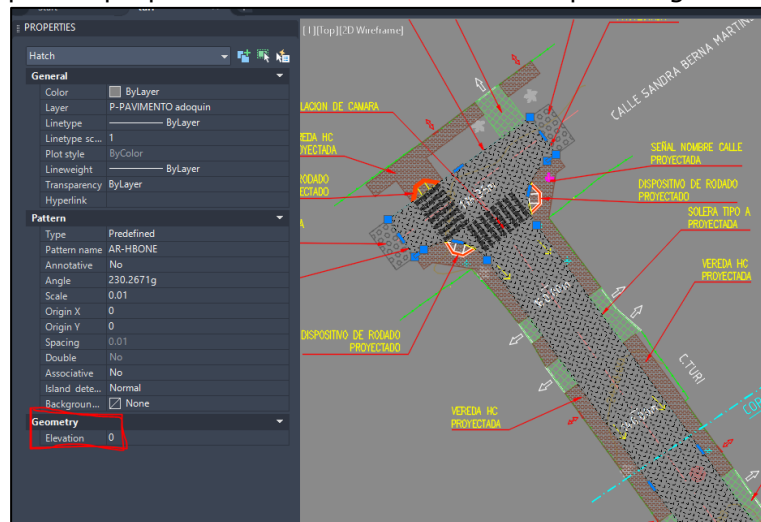 PROPERTIES
Hatch
General
Color ByLayer
Layer P-PAVIMENTO adoquin
Linetype ByLayer
Linetype sc... 1
Plot style ByColor
Lineweight ByLayer
Transparency ByLayer
Hyperlink
Pattern
Type Predefined
Pattern name AR-HBONE
Annotative No
Angle 230.2671g
Scale 0.01
Origin X 0
Origin Y 0
Spacing 0.01
Double No
Associative No
Island dete... Normal
Backgroun... None
Geometry
Elevation 0
[Top][2D Wireframe]
CALLE SANDRA BERNA MARTIN
LACION DE CAMARA
EDA HC
YECTADA
RODADO
ECTADO
SEÑAL NOMBRE CALLE
PROYECTADA
DISPOSITIVO DE RODADO
PROYECTADO
SOLERA TIPO A
PROYECTADA
VEREDA HC
PROYECTADA
DISPOSITIVO DE RODADO
PROYECTADO
C.TURI
VEREDA HC
PROYECTADA